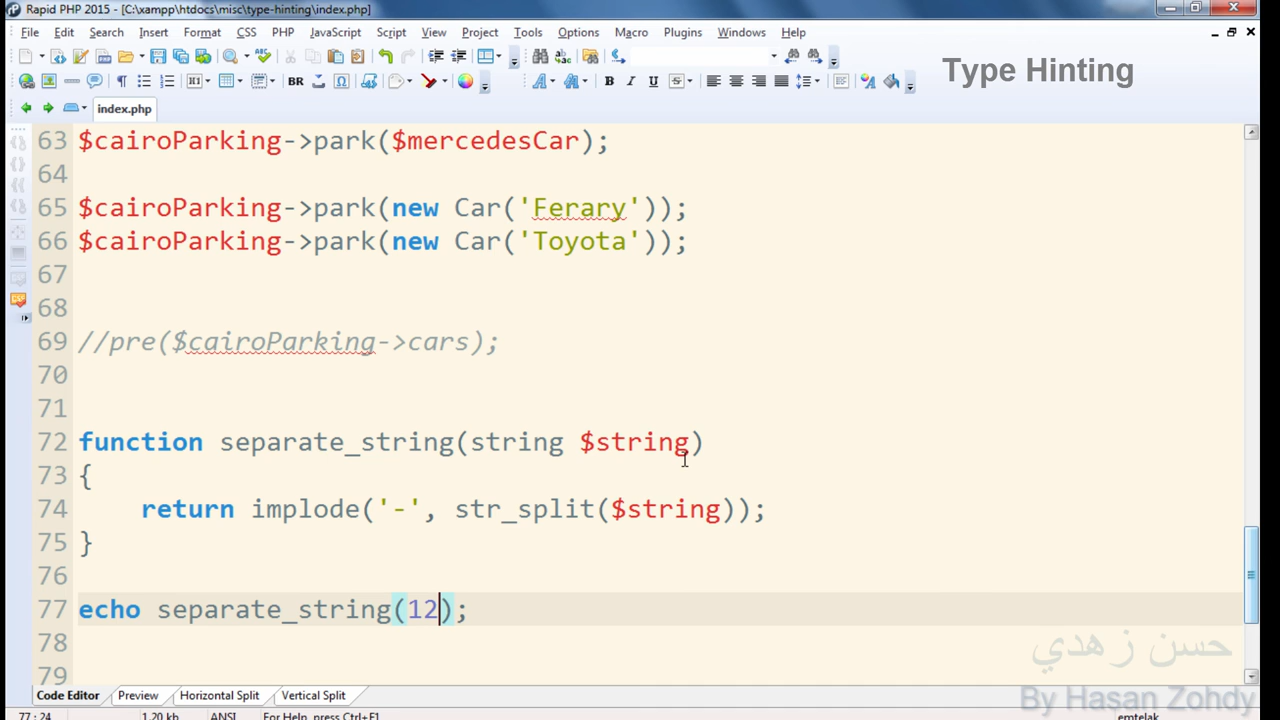 Rapid PHP 2015 - [C:\xampp\htdocs\misc\type-hinting\index.php]
File Edit Search Insert Format CSS PHP JavaScript Script View Project Tools Options Macro Plugins Windows Help
Type Hinting
index.php
63 $cairoParking->park($mercedesCar);
64
65 $cairoParking->park(new Car('Ferary'));
66 $cairoParking->park(new Car('Toyota'));
67
68
69 //pre($cairoParking->cars);
70
71
72 function separate_string(string $string)
73 {
74 return implode('-', str_split($string));
75 }
76
77 echo separate_string(12);
78
79
حسن زهدي
Code Editor Preview Horizontal Split Vertical Split
By Hasan Zohdy
77 : 24 1.20 kb ANSI For Help, press Ctrl+F1 emtelak